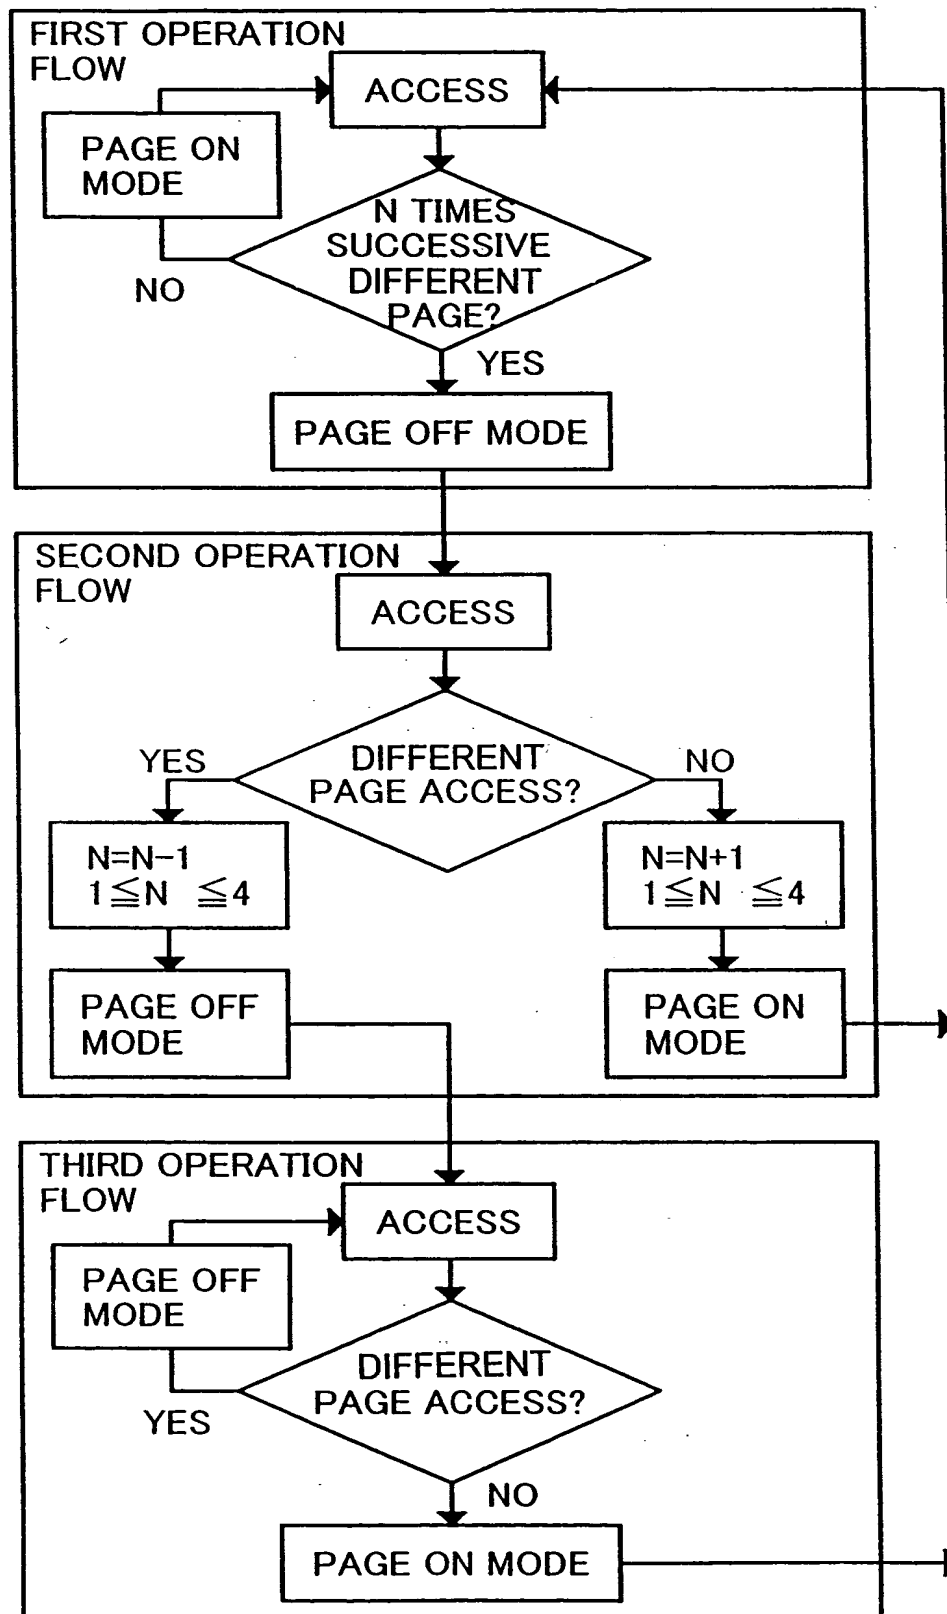 FIRST OPERATION
FLOW
ACCESS
PAGE ON
MODE
N TIMES
SUCCESSIVE
DIFFERENT
PAGE?
NO
YES
PAGE OFF MODE
SECOND OPERATION
FLOW
ACCESS
DIFFERENT
PAGE ACCESS?
YES
NO
N=N−1
1≦N ≦4
N=N+1
1≦N ≦4
PAGE OFF
MODE
PAGE ON
MODE
THIRD OPERATION
FLOW
ACCESS
PAGE OFF
MODE
DIFFERENT
PAGE ACCESS?
YES
NO
PAGE ON MODE